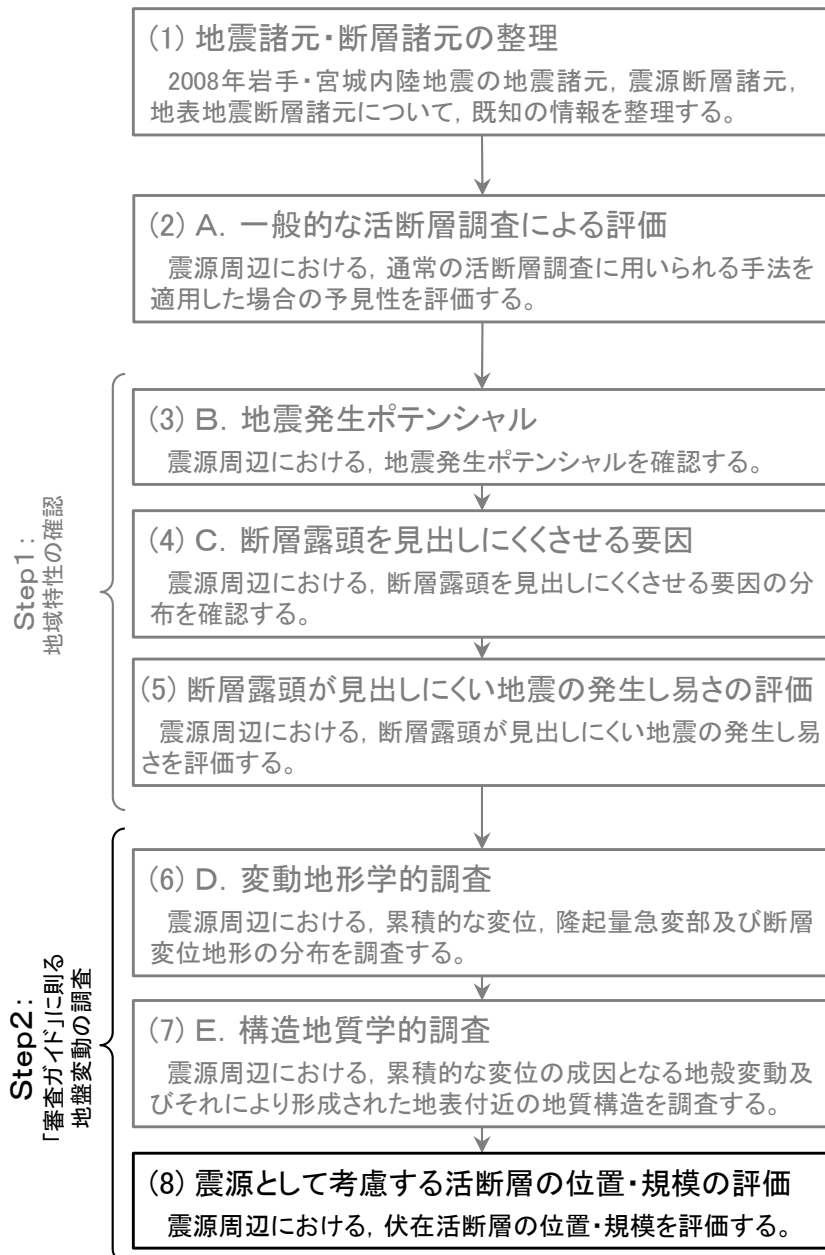 (1) 地震諸元・断層諸元の整理
2008年岩手・宮城内陸地震の地震諸元，震源断層諸元，
地表地震断層諸元について，既知の情報を整理する。
(2) A．一般的な活断層調査による評価
震源周辺における，通常の活断層調査に用いられる手法を
適用した場合の予見性を評価する。
Step1：
地域特性の確認
(3) B．地震発生ポテンシャル
震源周辺における，地震発生ポテンシャルを確認する。
(4) C．断層露頭を見出しにくくさせる要因
震源周辺における，断層露頭を見出しにくくさせる要因の分
布を確認する。
(5) 断層露頭が見出しにくい地震の発生し易さの評価
震源周辺における，断層露頭が見出しにくい地震の発生し易
さを評価する。
Step2：
「審査ガイド」に則る
地盤変動の調査
(6) D．変動地形学的調査
震源周辺における，累積的な変位，隆起量急変部及び断層
変位地形の分布を調査する。
(7) E．構造地質学的調査
震源周辺における，累積的な変位の成因となる地殻変動及
びそれにより形成された地表付近の地質構造を調査する。
(8) 震源として考慮する活断層の位置・規模の評価
震源周辺における，伏在活断層の位置・規模を評価する。